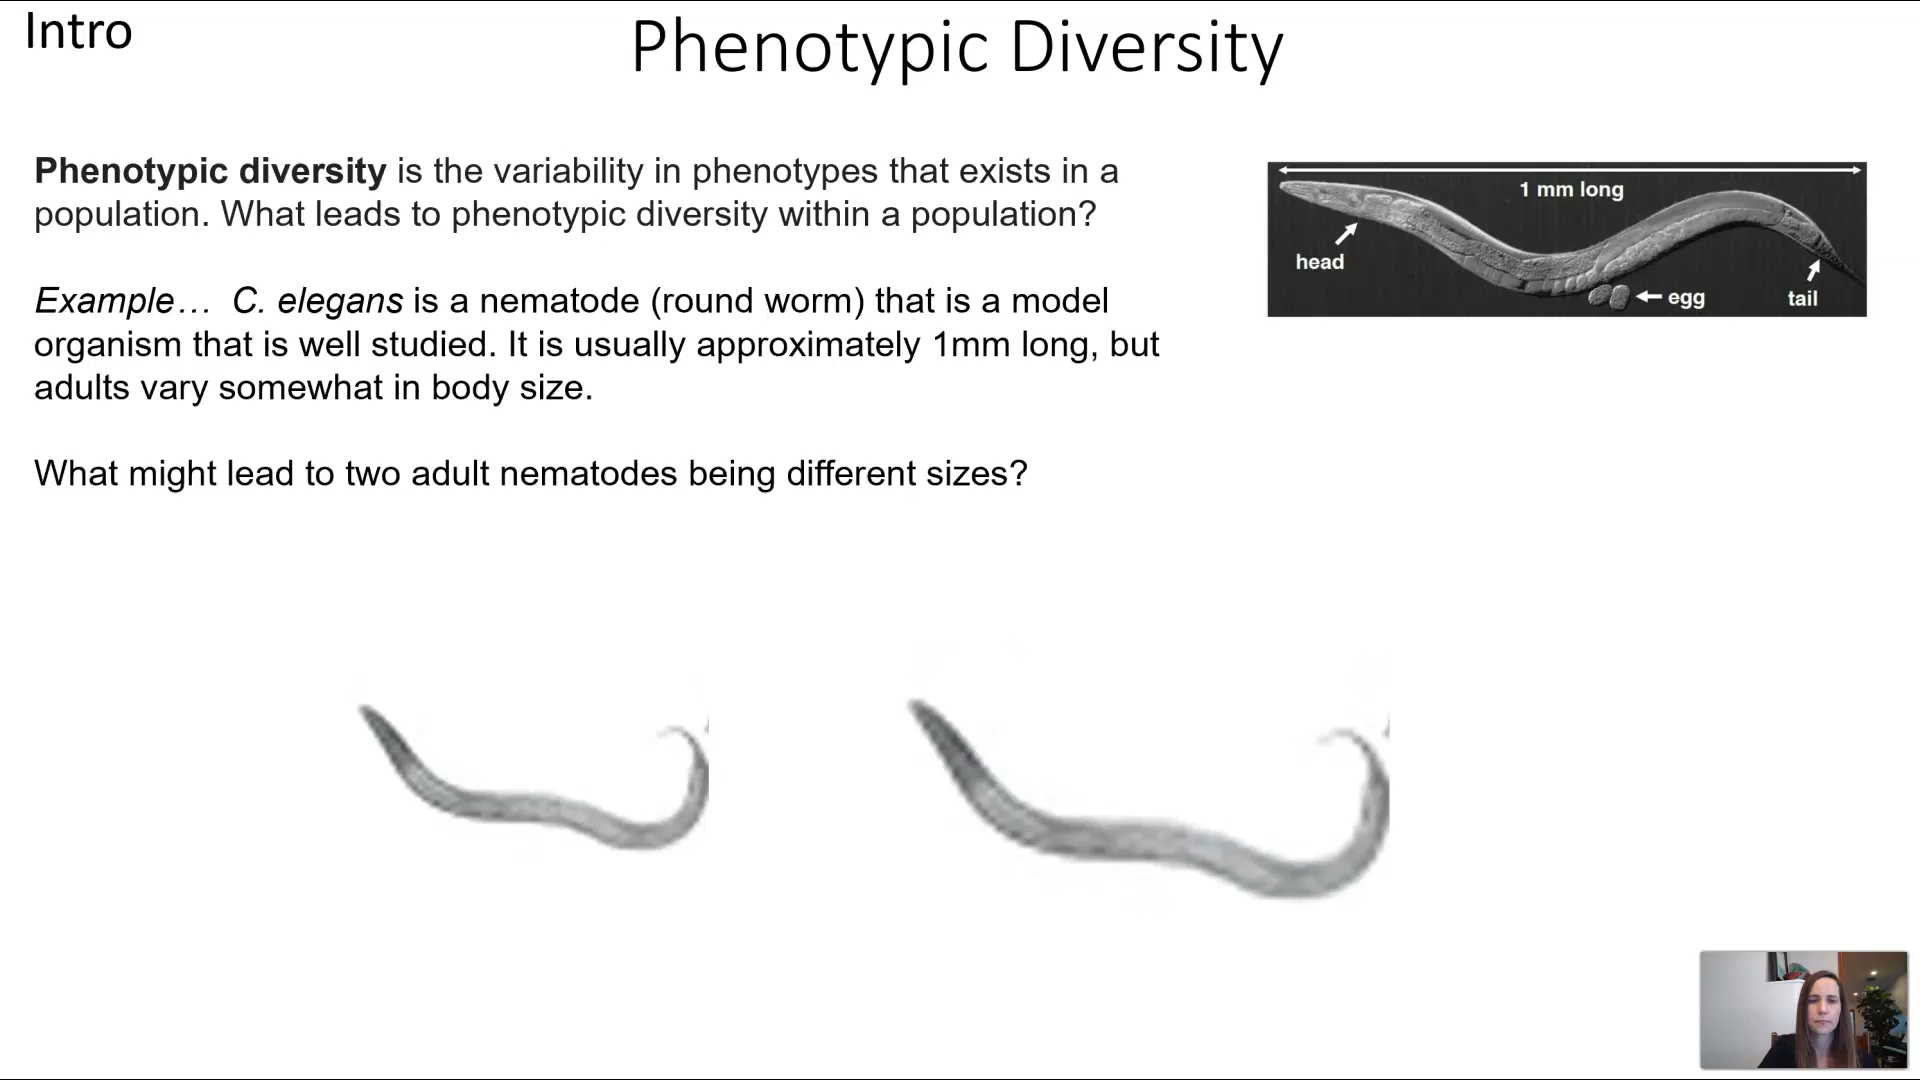 Intro
Phenotypic Diversity
Phenotypic diversity is the variability in phenotypes that exists in a
population. What leads to phenotypic diversity within a population?
Example… C. elegans is a nematode (round worm) that is a model
organism that is well studied. It is usually approximately 1mm long, but
adults vary somewhat in body size.
What might lead to two adult nematodes being different sizes?
1 mm long
head
egg
tail